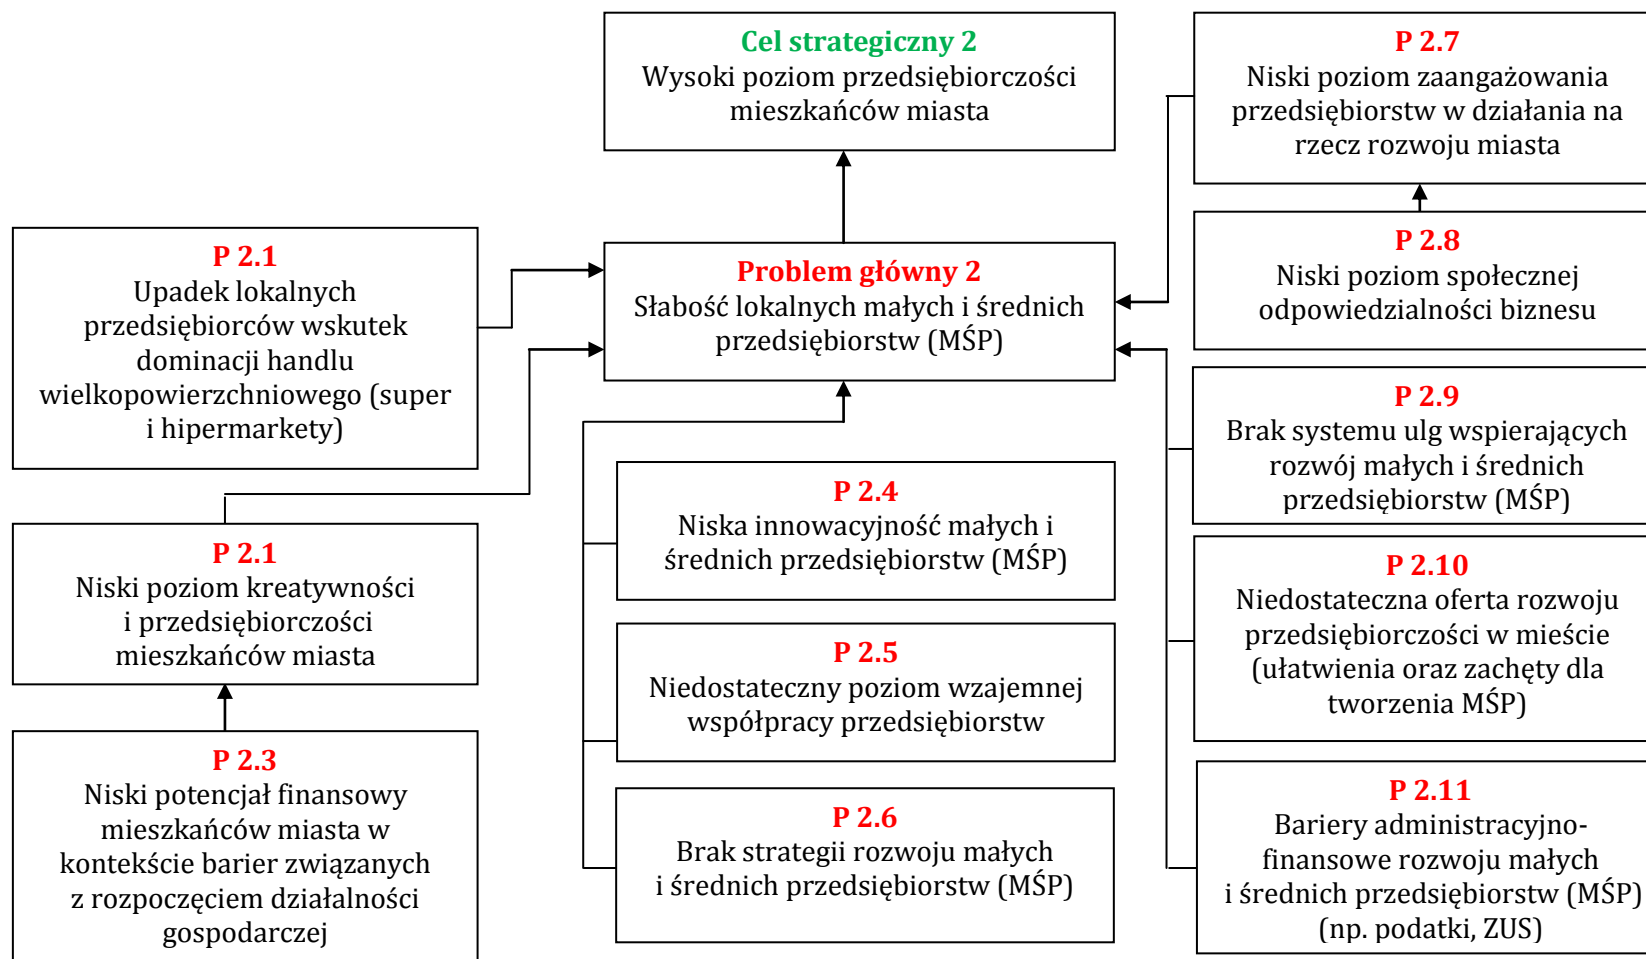 Cel strategiczny 2
Wysoki poziom przedsiębiorczości
mieszkańców miasta
Problem główny 2
Słabość lokalnych małych i średnich
przedsiębiorstw (MŚP)
P 2.1
Upadek lokalnych
przedsiębiorców wskutek
dominacji handlu
wielkopowierzchniowego (super
i hipermarkety)
P 2.1
Niski poziom kreatywności
i przedsiębiorczości
mieszkańców miasta
P 2.3
Niski potencjał finansowy
mieszkańców miasta w
kontekście barier związanych
z rozpoczęciem działalności
gospodarczej
P 2.4
Niska innowacyjność małych i
średnich przedsiębiorstw (MŚP)
P 2.5
Niedostateczny poziom wzajemnej
współpracy przedsiębiorstw
P 2.6
Brak strategii rozwoju małych
i średnich przedsiębiorstw (MŚP)
P 2.7
Niski poziom zaangażowania
przedsiębiorstw w działania na
rzecz rozwoju miasta
P 2.8
Niski poziom społecznej
odpowiedzialności biznesu
P 2.9
Brak systemu ulg wspierających
rozwój małych i średnich
przedsiębiorstw (MŚP)
P 2.10
Niedostateczna oferta rozwoju
przedsiębiorczości w mieście
(ułatwienia oraz zachęty dla
tworzenia MŚP)
P 2.11
Bariery administracyjno-
finansowe rozwoju małych
i średnich przedsiębiorstw (MŚP)
(np. podatki, ZUS)